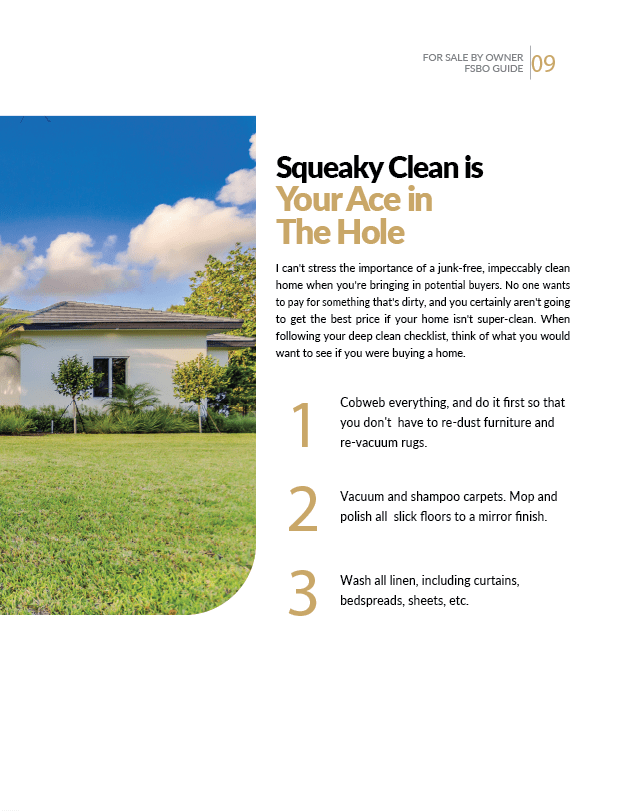 FOR SALE BY OWNER
FSBO GUIDE
09
Squeaky Clean is
Your Ace in
The Hole
I can't stress the importance of a junk-free, impeccably clean
home when you're bringing in potential buyers. No one wants
to pay for something that's dirty, and you certainly aren't going
to get the best price if your home isn't super-clean. When
following your deep clean checklist, think of what you would
want to see if you were buying a home.
1
Cobweb everything, and do it first so that
you don't  have to re-dust furniture and
re-vacuum rugs.
2
Vacuum and shampoo carpets. Mop and
polish all  slick floors to a mirror finish.
3
Wash all linen, including curtains,
bedspreads, sheets, etc.